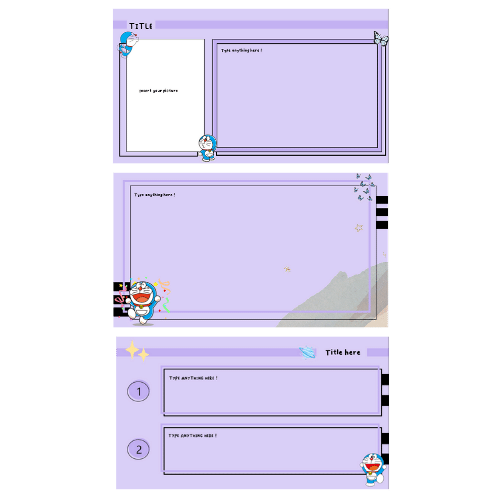 TITLE
Type anything here !
Insert your picture
Type anything here !
Title here
TYPE ANYTHING HERE !
1
TYPE ANYTHING HERE !
2